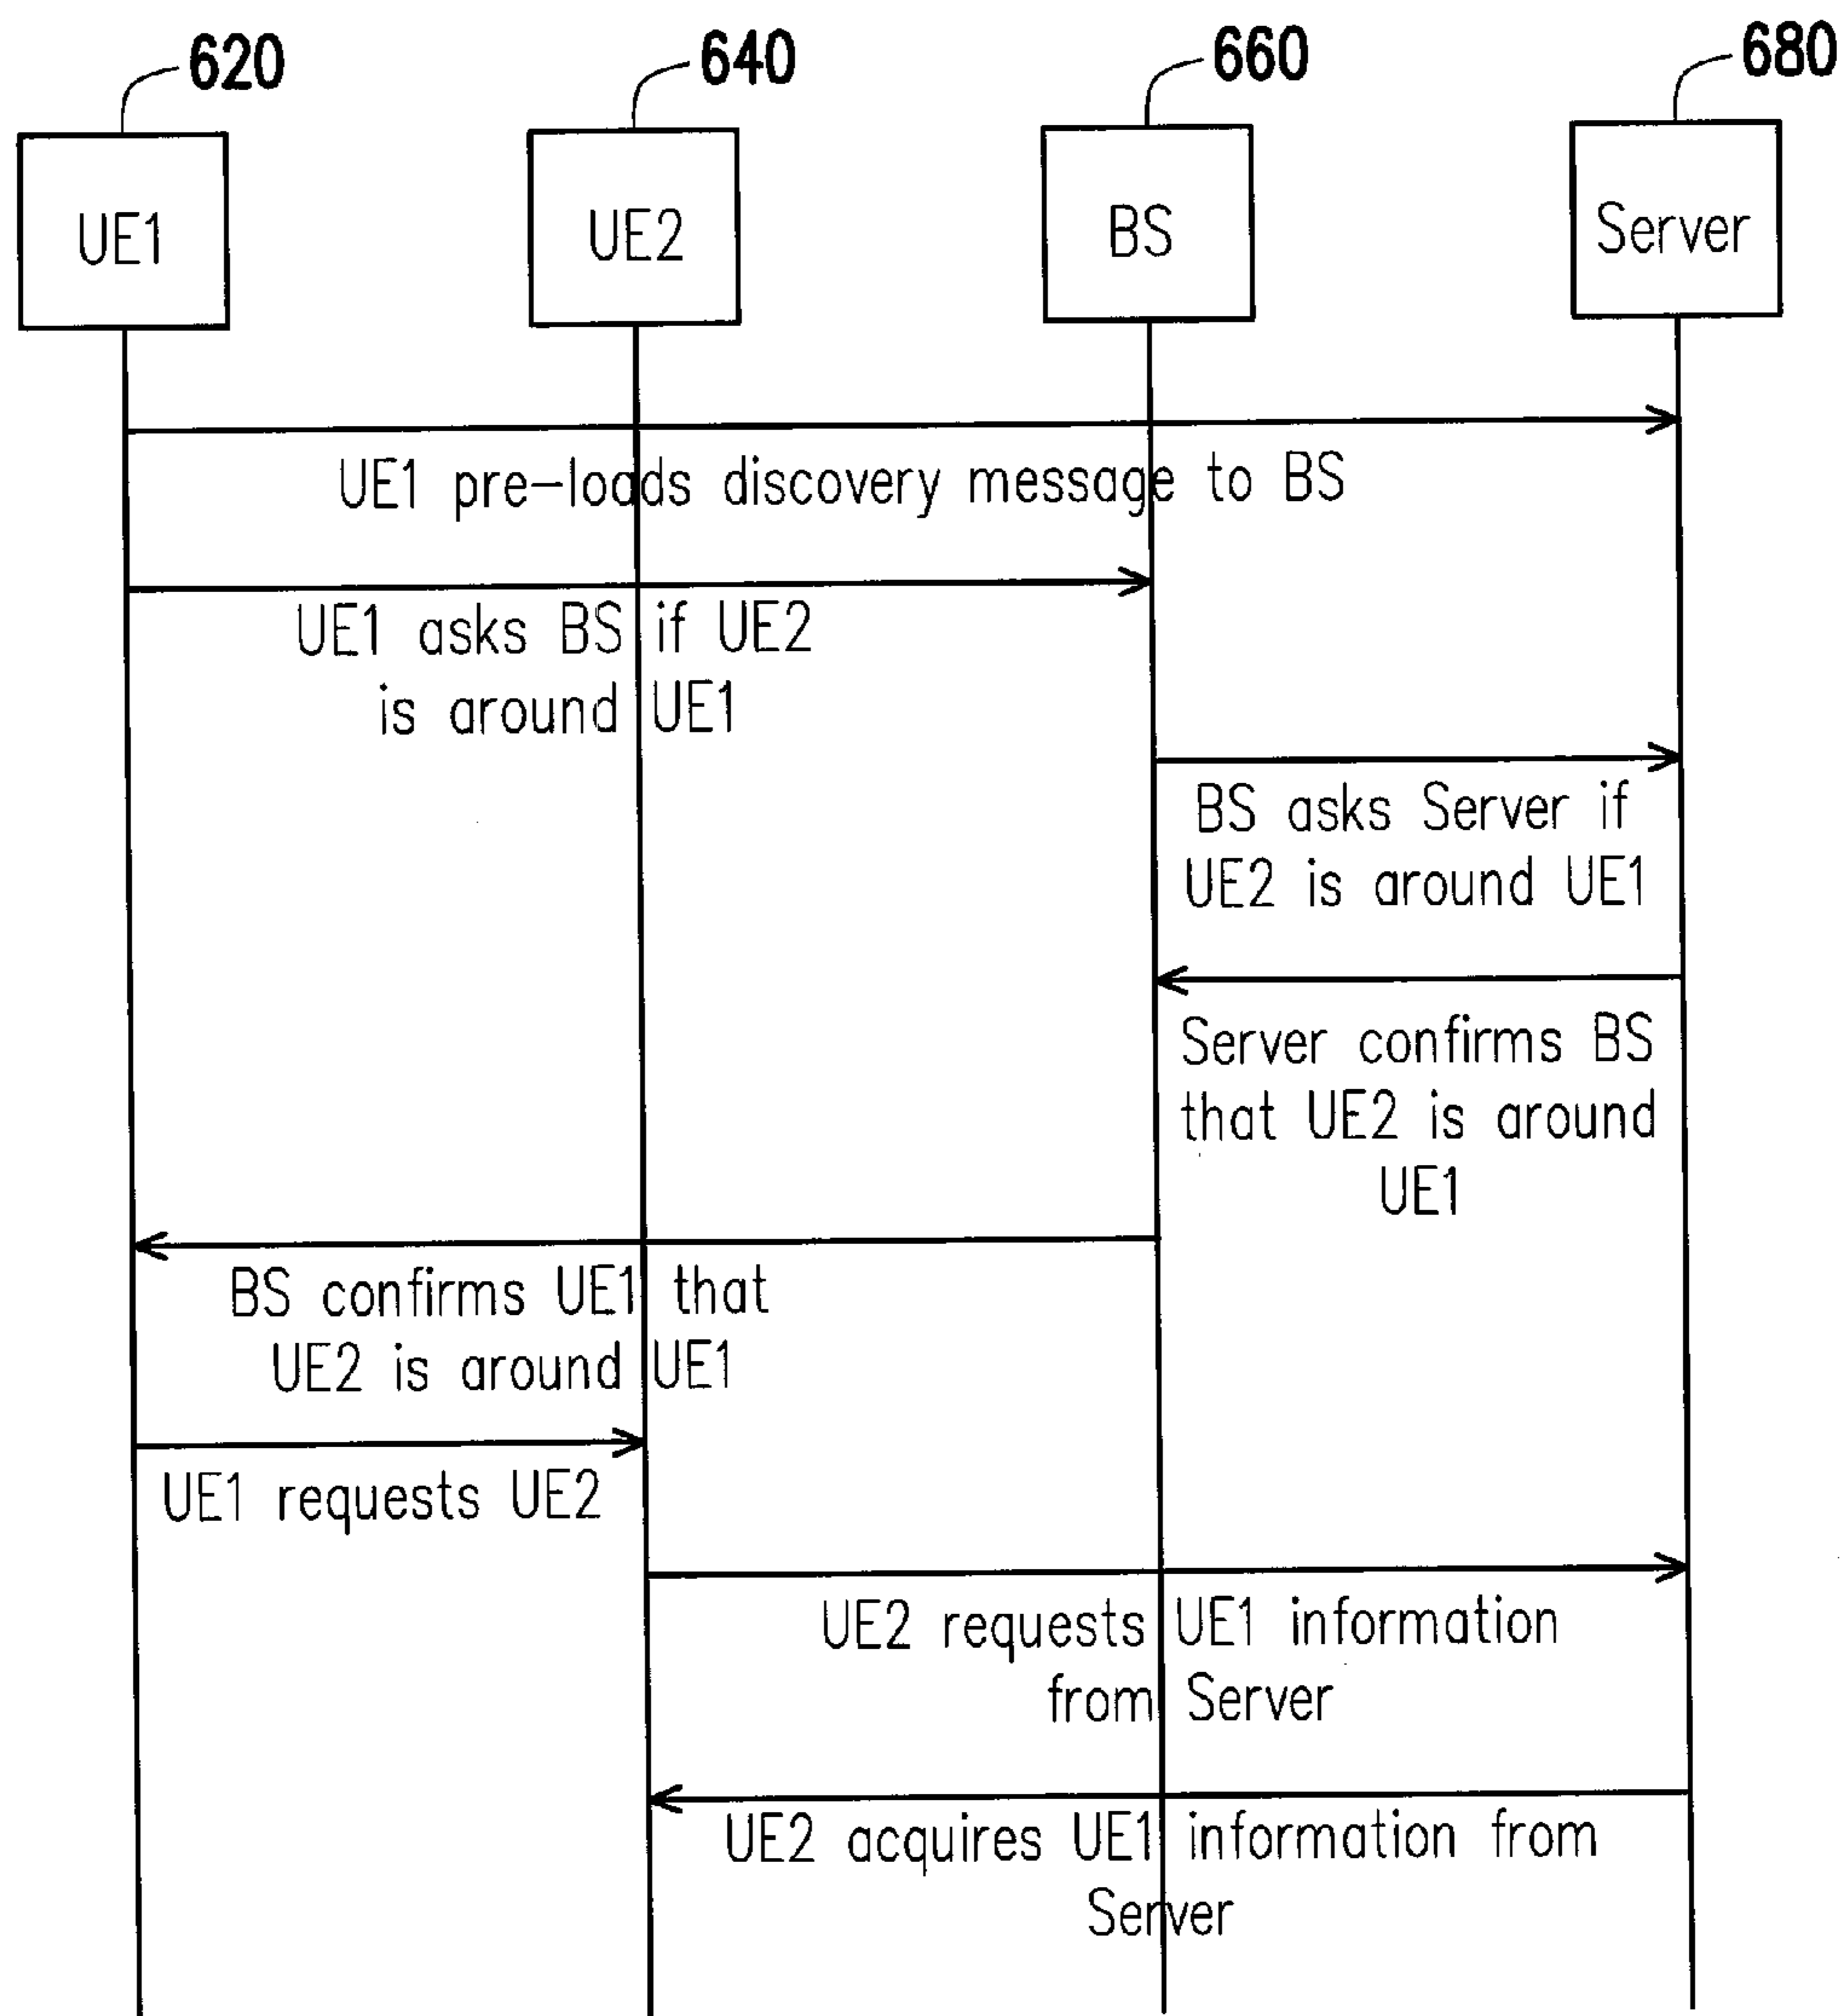 620
640
660
680
UE1
UE2
BS
Server
UE1 pre-loads discovery message to BS
UE1 asks BS if UE2
is around UE1
BS asks Server if
UE2 is around UE1
Server confirms BS
that UE2 is around
UE1
BS confirms UE1 that
UE2 is around UE1
UE1 requests UE2
UE2 requests UE1 information
from Server
UE2 acquires UE1 information from
Server